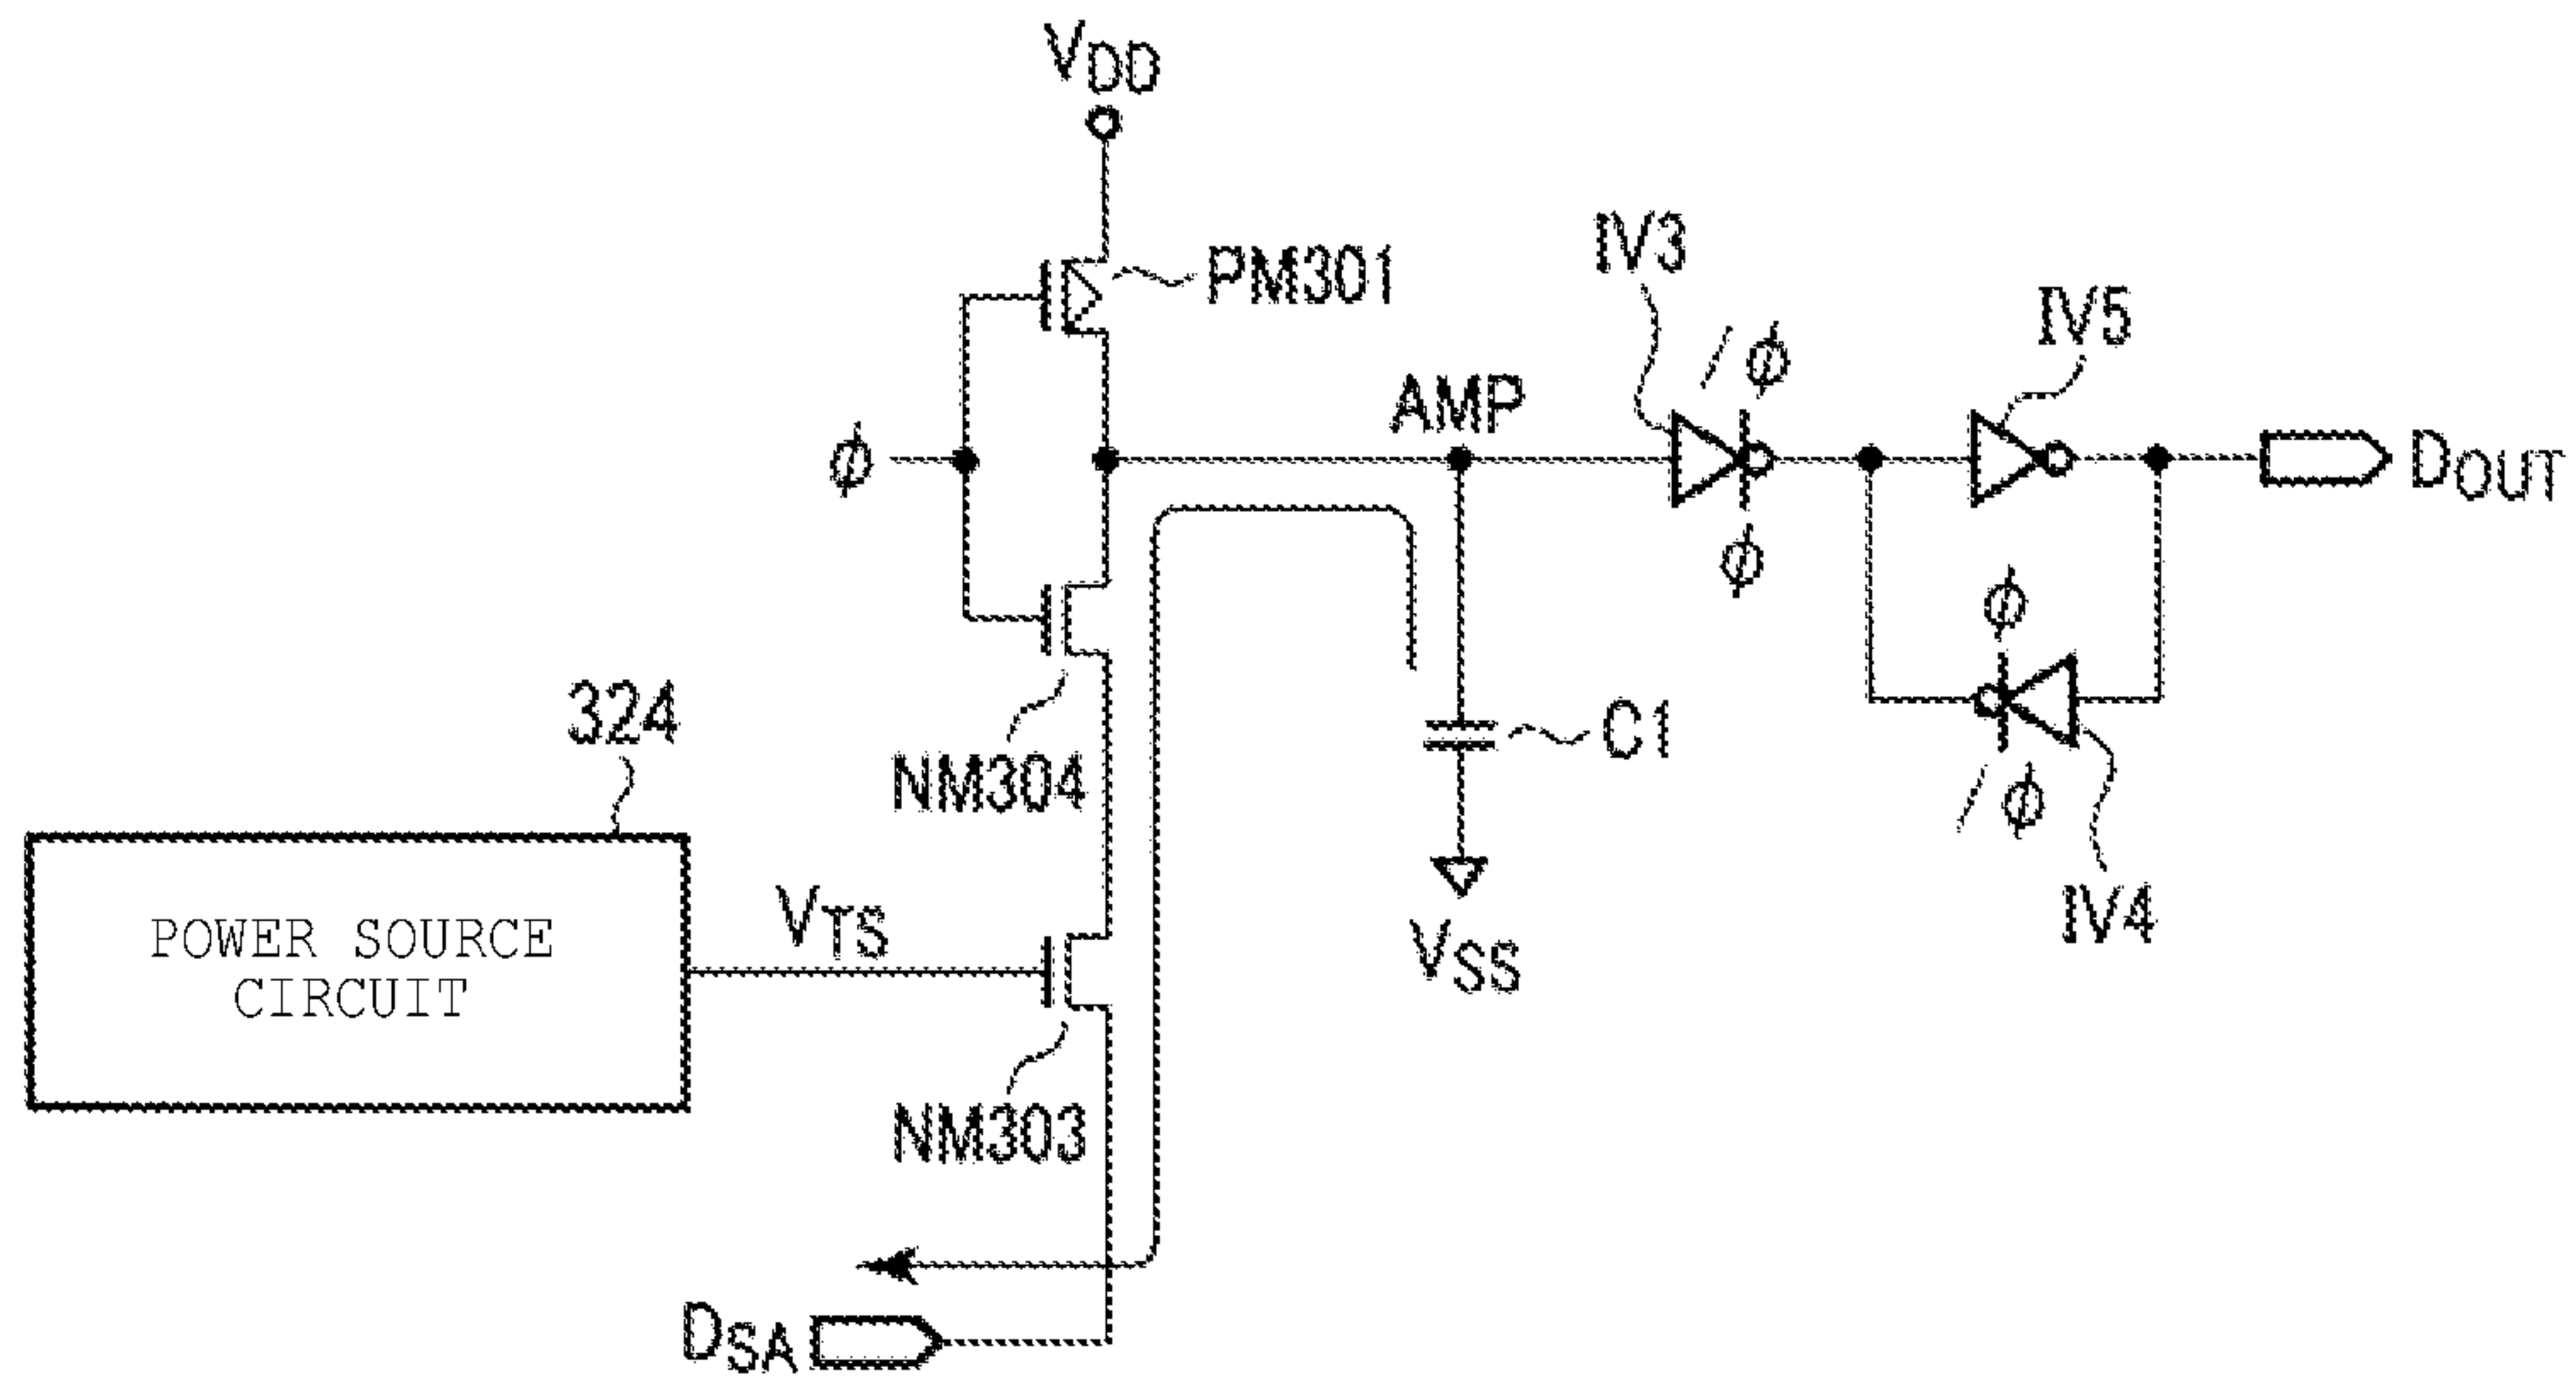 VDD
PM301
IV3
/ϕ
IV5
AMP
ϕ
DOUT
ϕ
ϕ
324
NM304
C1
/ϕ
IV4
POWER SOURCE
CIRCUIT
VTS
VSS
NM303
DSA